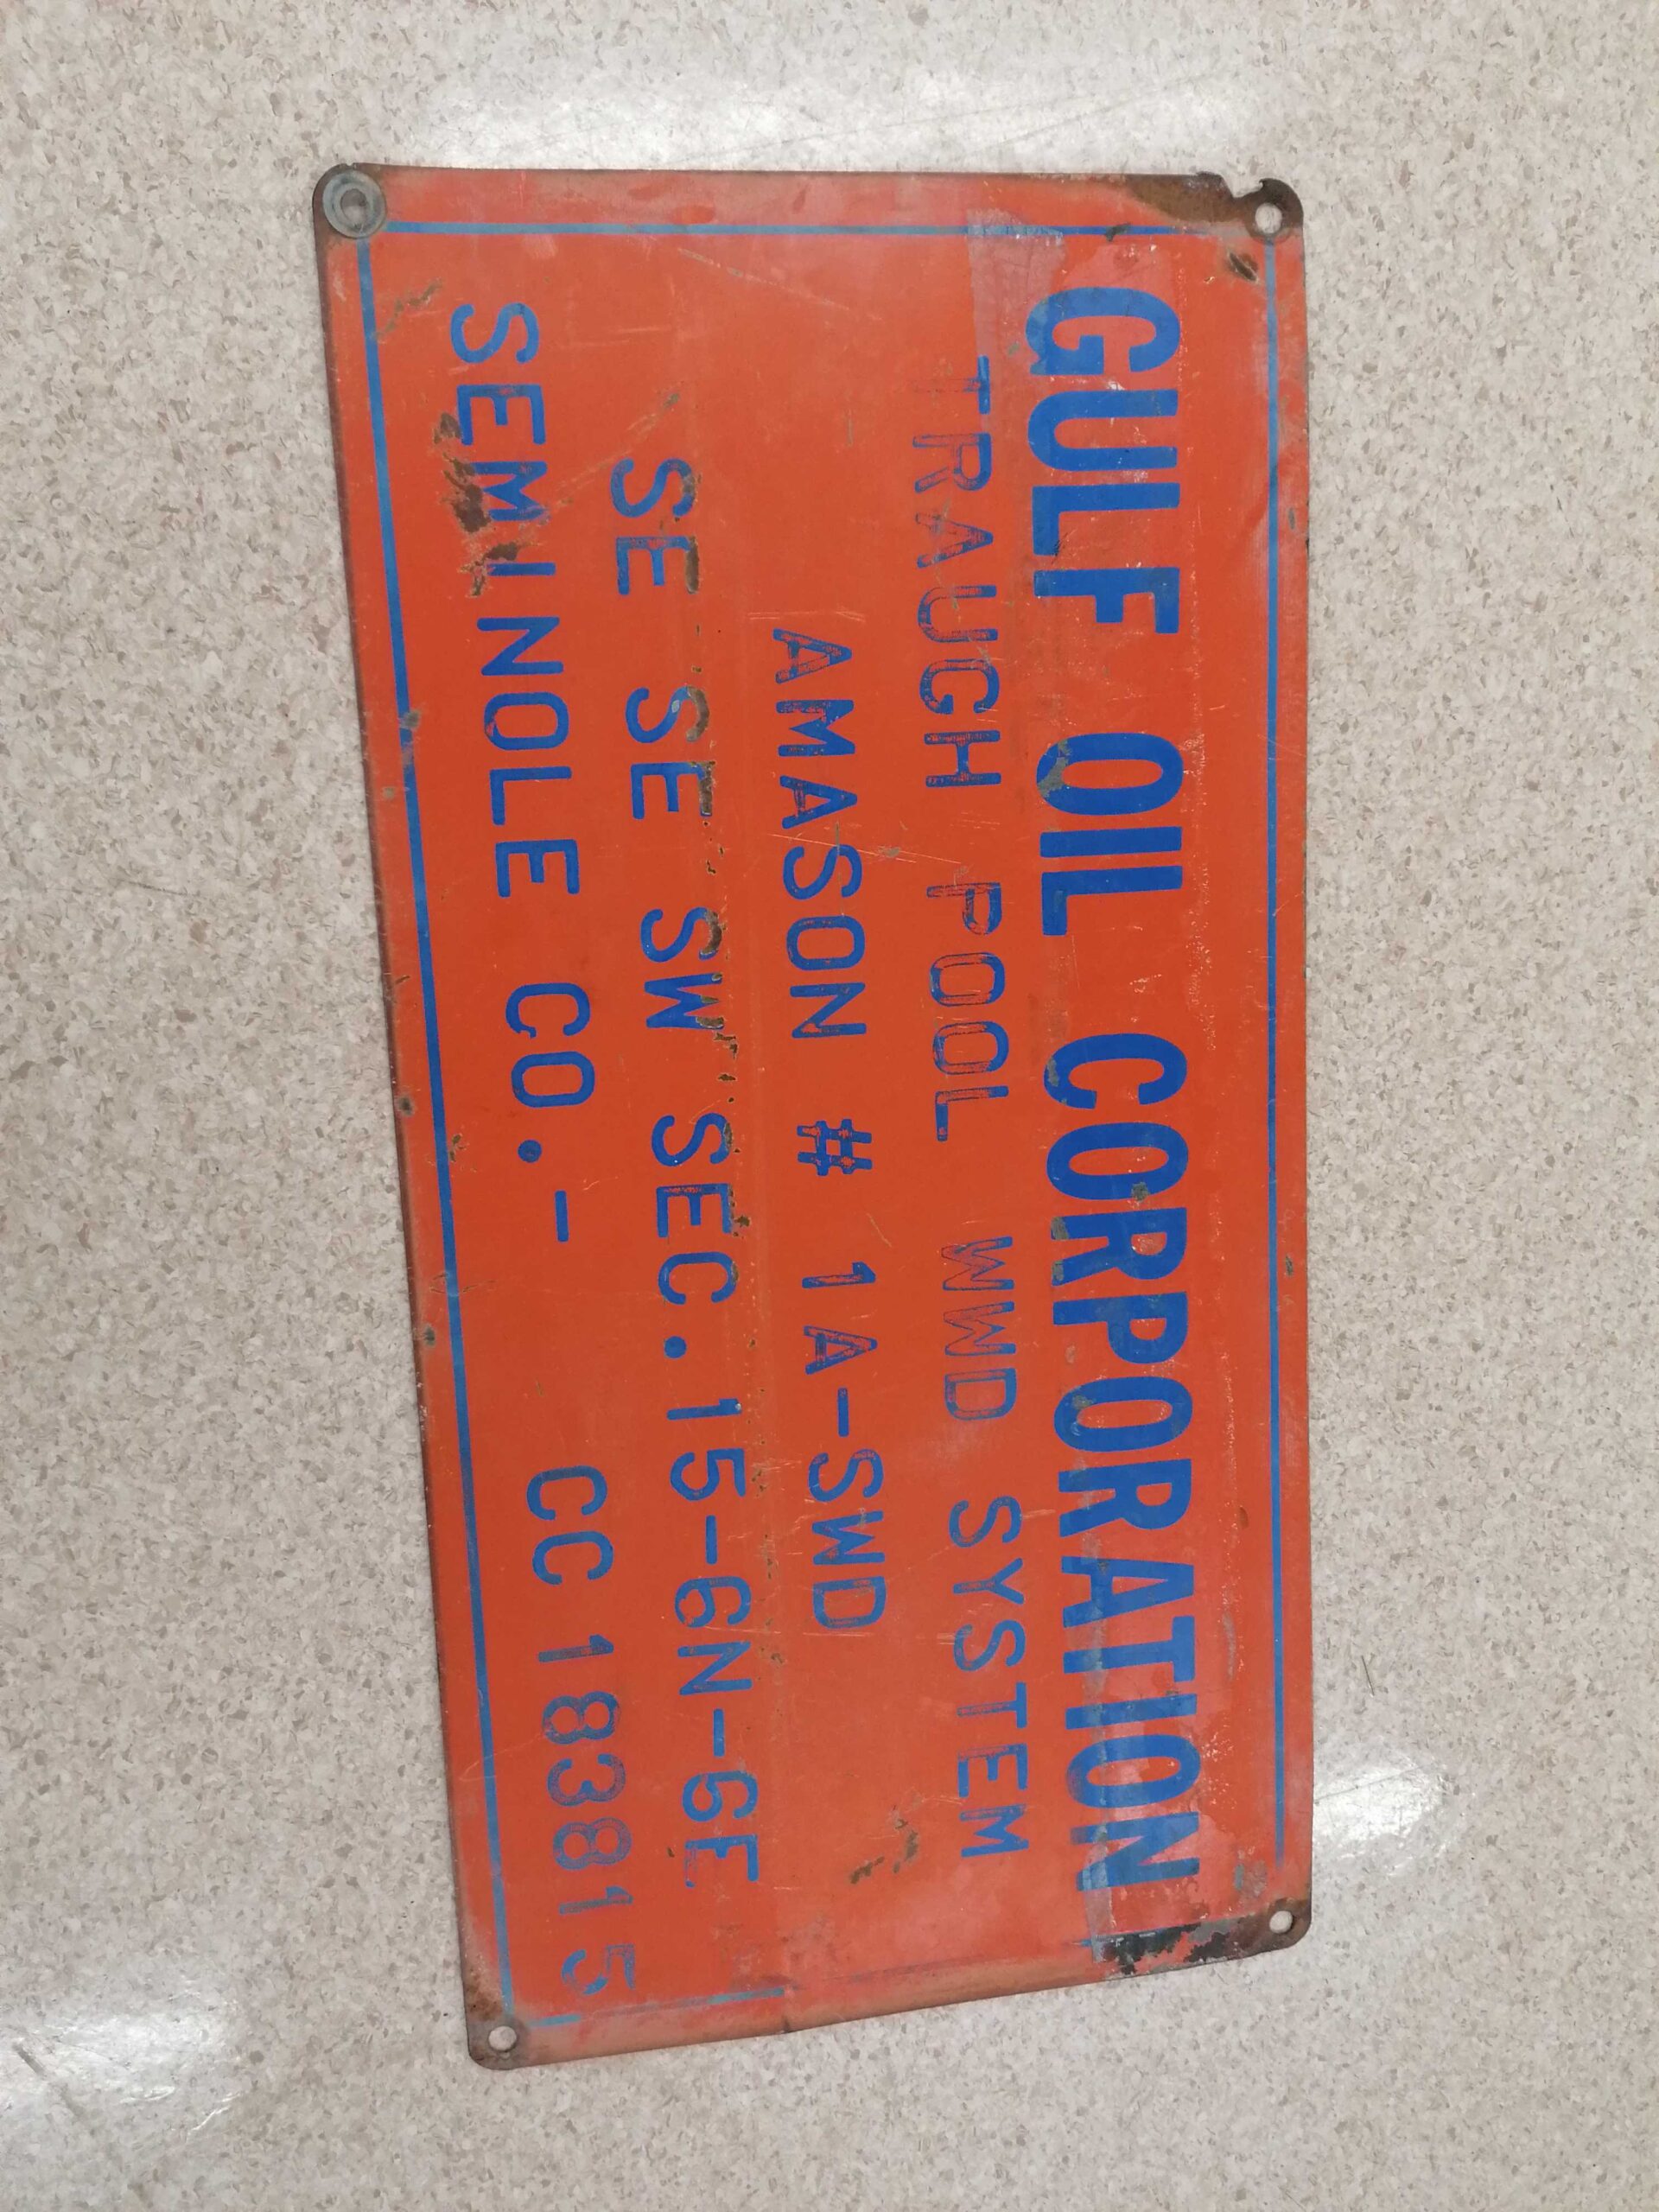 GULF OIL CORPORATION
TRAUGH POOL WWD SYSTEM
AMASON # 1A-SWD
SE SE SW SEC.15-6N-6E
SEMINOLE CO.- CC 183815